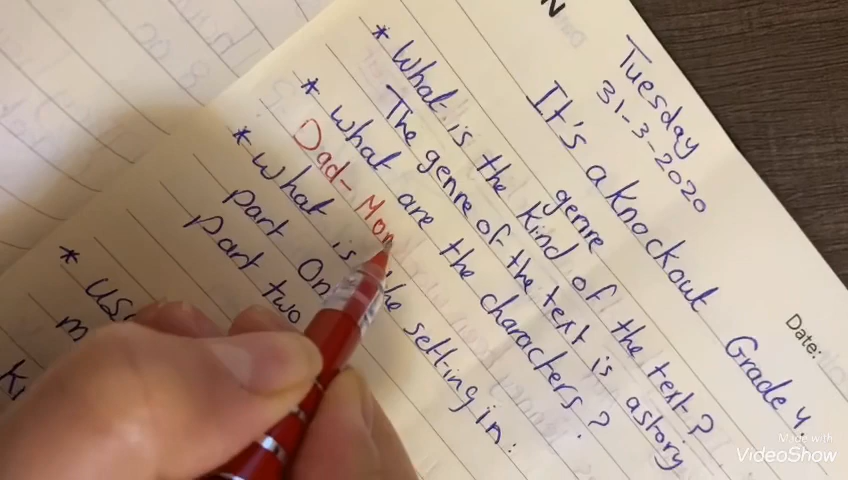 Date:
Tuesday
31-3-2020
It's a Knockout Grade 4.
genre
* What is the Kind of the text?
The genre of the text is a story
* What are the characters?
Dad- Mom
* What is the setting in:
part On
part two
* Use
Made with
VideoShow